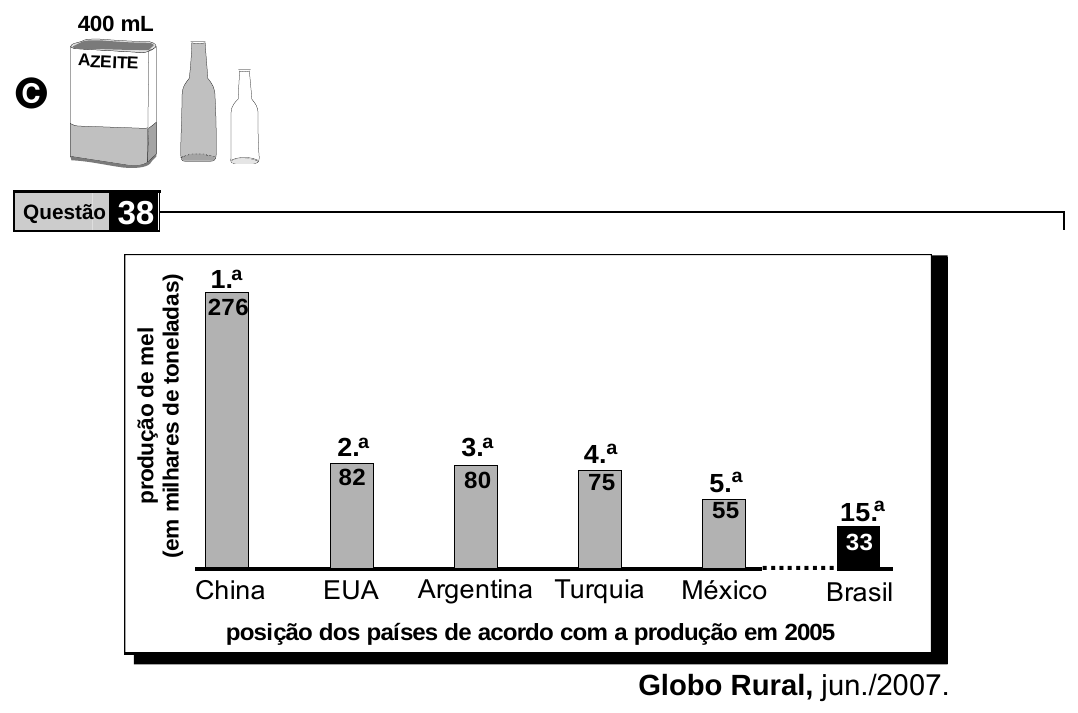 400 mL
AZEITE
C
Questão 38
produção de mel
(em milhares de toneladas)
1.ª
276
2.ª
82
3.ª
80
4.ª
75
5.ª
55
15.ª
33
China EUA Argentina Turquia México Brasil
posição dos países de acordo com a produção em 2005
Globo Rural, jun./2007.